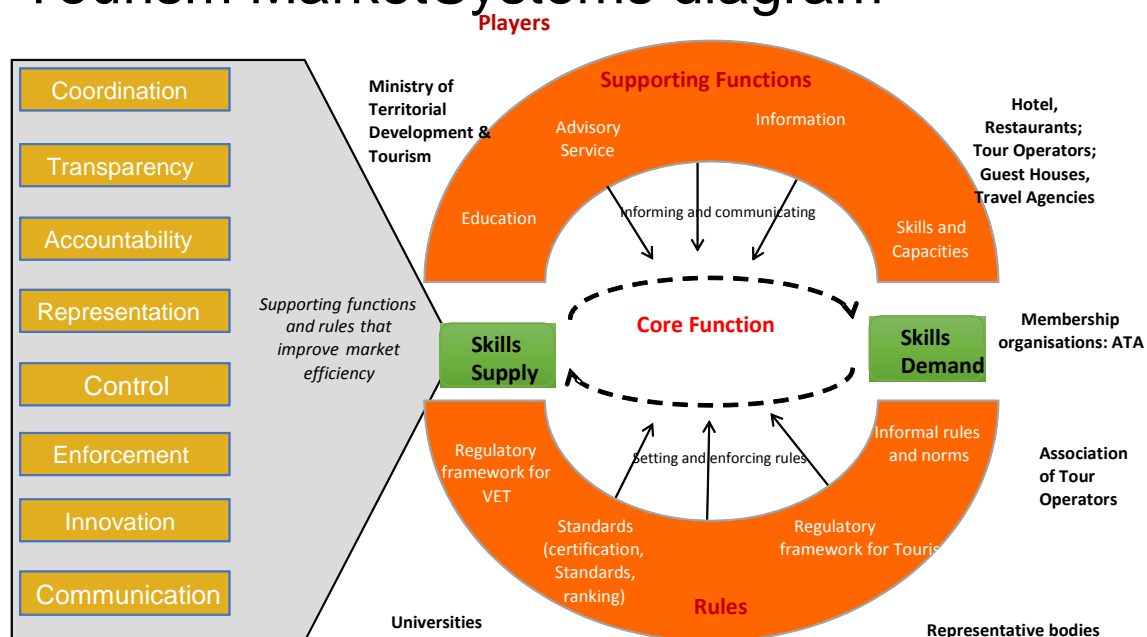 Tourism MarketSystems diagram
Players
Coordination
Transparency
Accountability
Representation
Control
Enforcement
Innovation
Communication
Supporting functions
and rules that
improve market
efficiency
Ministry of
Territorial
Development &
Tourism
Supporting Functions
Education
Advisory
Service
Information
Skills and
Capacities
Informing and communicating
Hotel,
Restaurants;
Tour Operators;
Guest Houses,
Travel Agencies
Skills
Supply
Core Function
Skills
Demand
Membership
organisations: ATA
Regulatory
framework for
VET
Setting and enforcing rules
Informal rules
and norms
Standards
(certification,
Standards,
ranking)
Regulatory
framework for Touris
Rules
Association
of Tour
Operators
Universities
Representative bodies